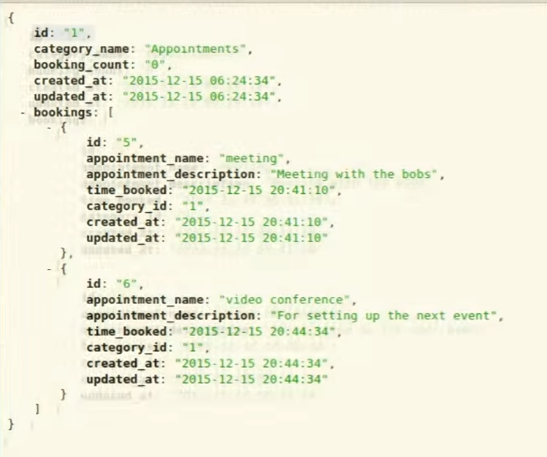 {
id: "1",
category_name: "Appointments",
booking_count: "0",
created_at: "2015-12-15 06:24:34",
updated_at: "2015-12-15 06:24:34",
- bookings: [
- {
id: "5",
appointment_name: "meeting",
appointment_description: "Meeting with the bobs",
time_booked: "2015-12-15 20:41:10",
category_id: "1",
created_at: "2015-12-15 20:41:10",
updated_at: "2015-12-15 20:41:10"
},
- {
id: "6",
appointment_name: "video conference",
appointment_description: "For setting up the next event",
time_booked: "2015-12-15 20:44:34",
category_id: "1",
created_at: "2015-12-15 20:44:34",
updated_at: "2015-12-15 20:44:34"
}
]
}